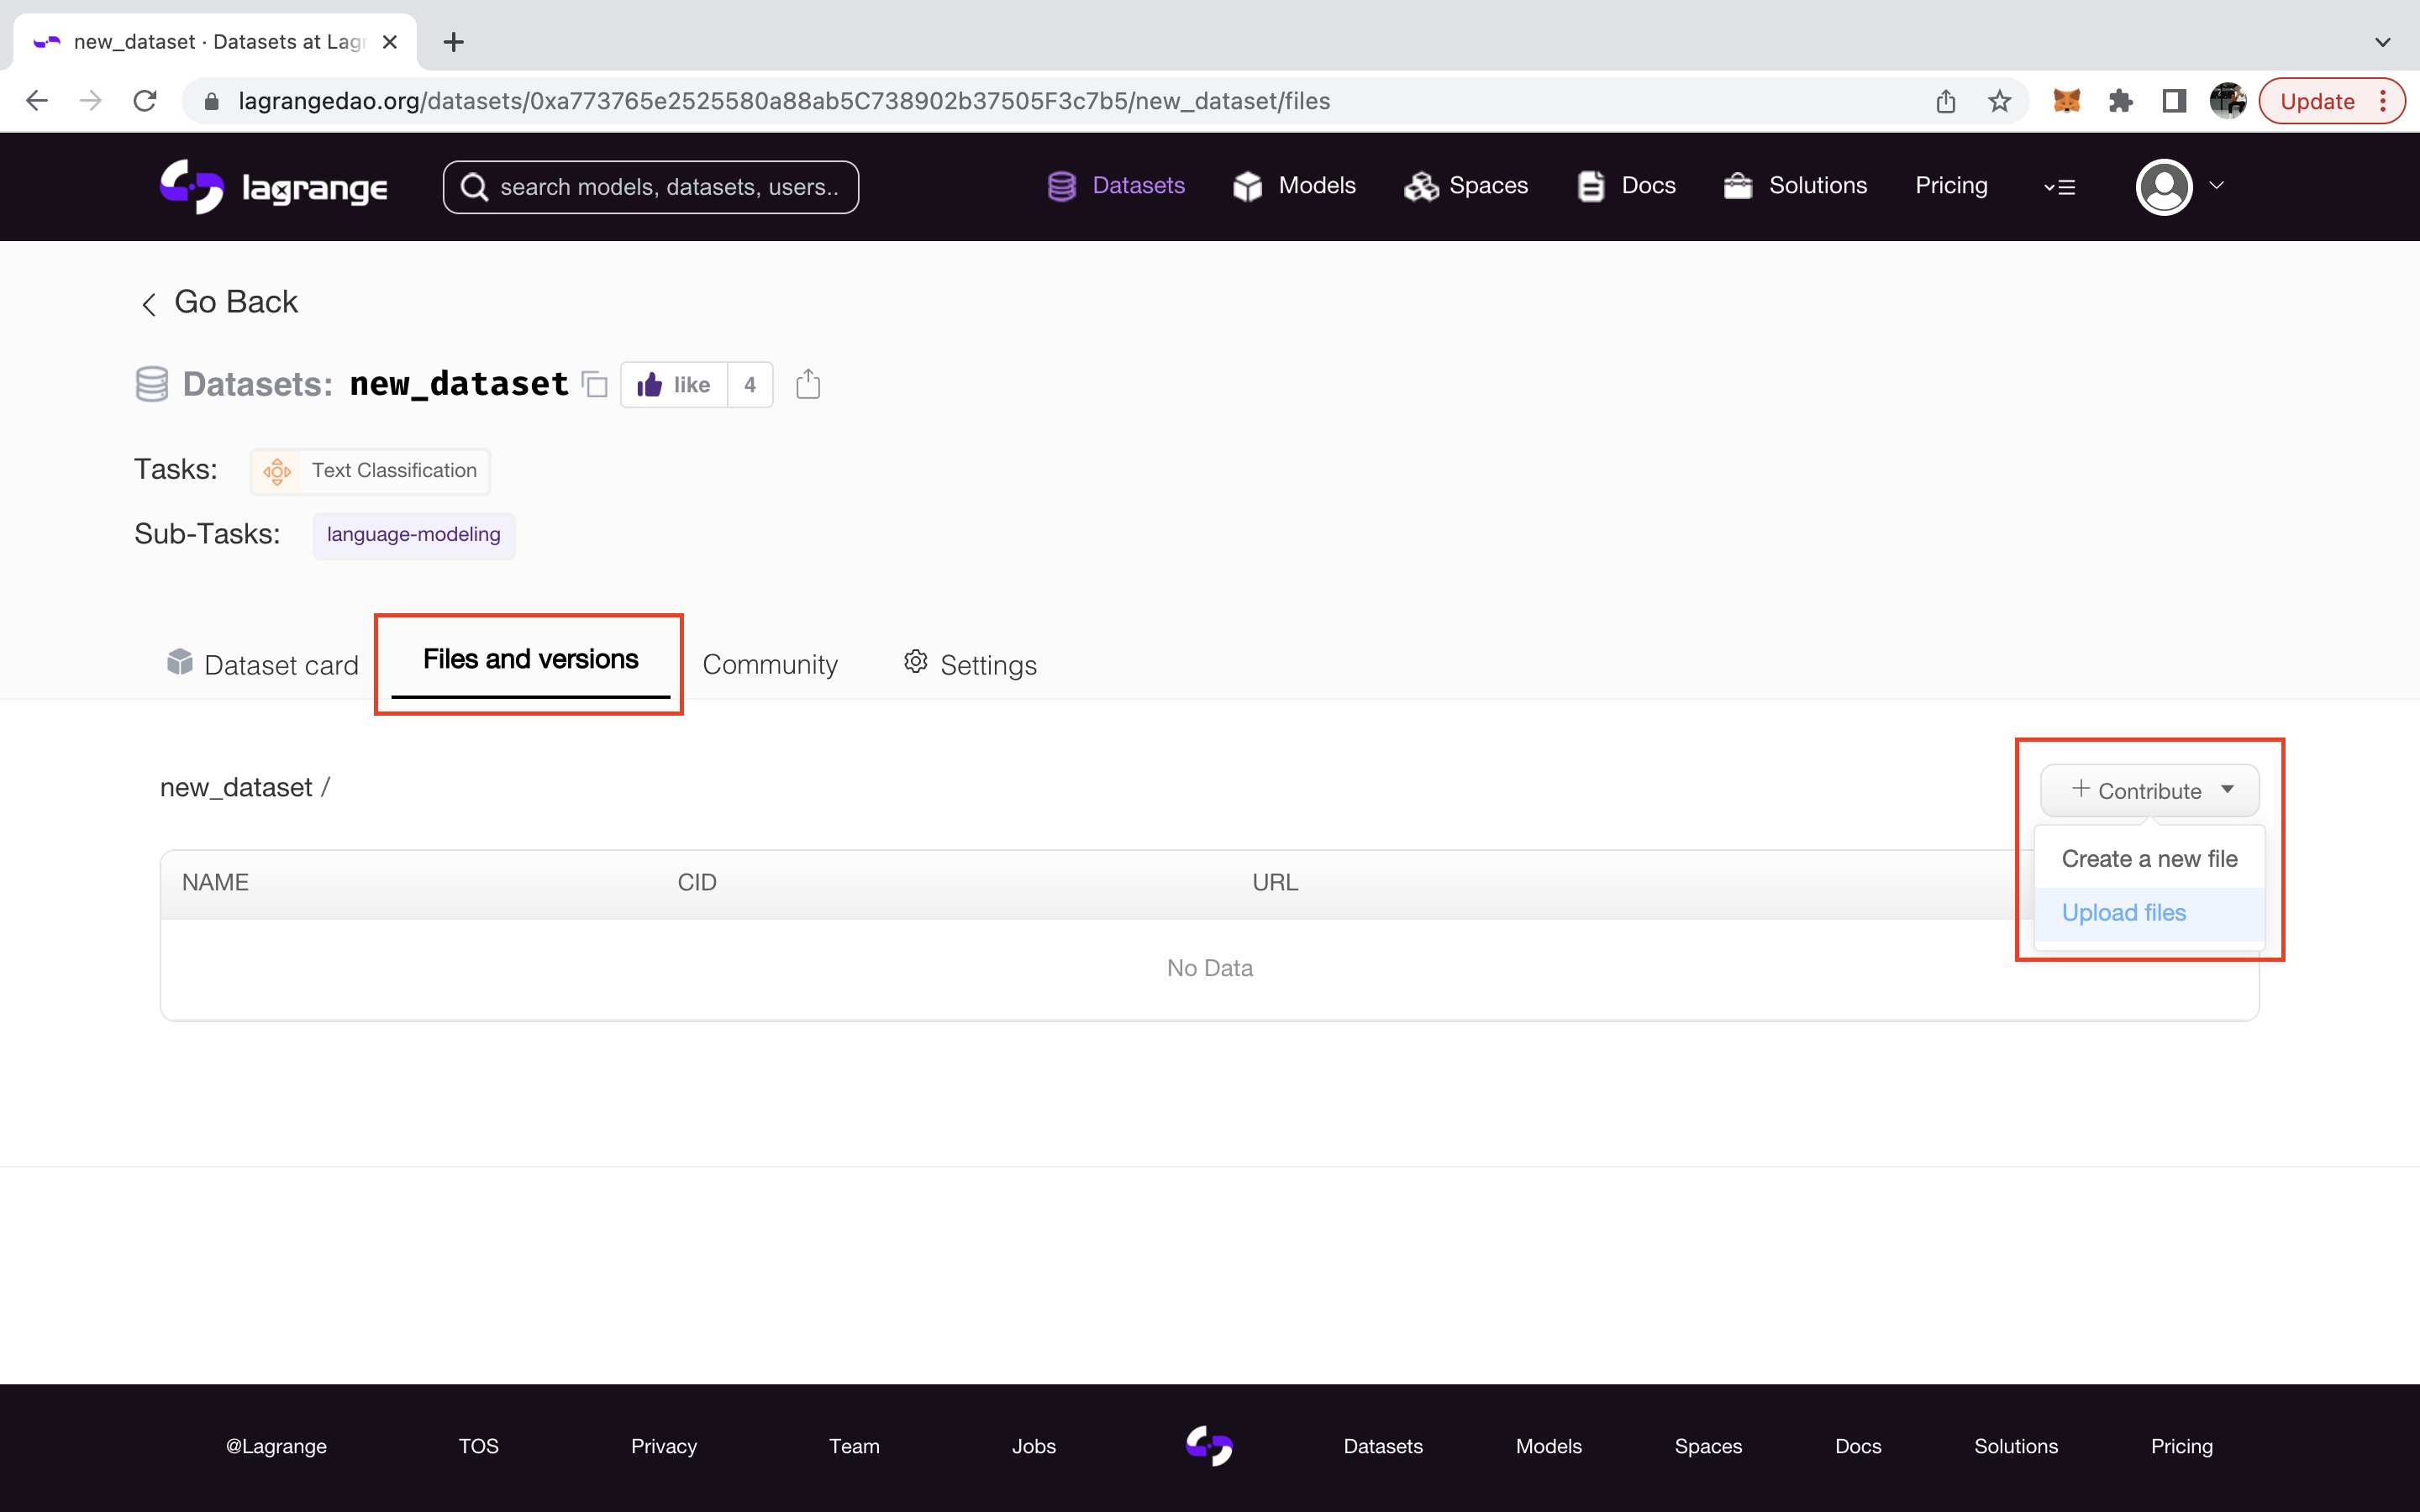 new_dataset · Datasets at Lagr
lagrangedao.org/datasets/0xa773765e2525580a88ab5C738902b37505F3c7b5/new_dataset/files
Update
lagrange
search models, datasets, users..
Datasets
Models
Spaces
Docs
Solutions
Pricing
Go Back
Datasets: new_dataset
like 4
Tasks: Text Classification
Sub-Tasks: language-modeling
Dataset card
Files and versions
Community
Settings
new_dataset /
+ Contribute
Create a new file
Upload files
NAME CID URL
No Data
@Lagrange TOS Privacy Team Jobs Datasets Models Spaces Docs Solutions Pricing